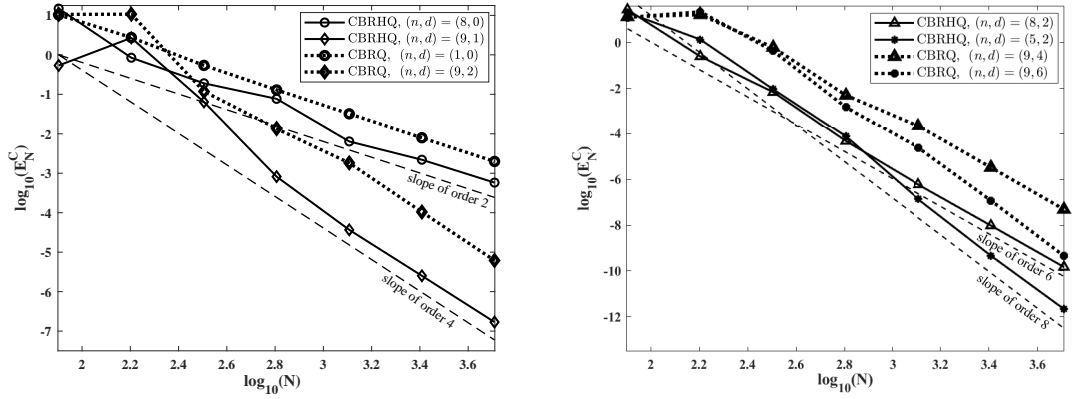 1
0
-1
-2
-3
-4
-5
-6
-7
log10(E_N^C)
2
2.2
2.4
2.6
2.8
3
3.2
3.4
3.6
log10(N)
CBRHQ, (n, d) = (8, 0)
CBRHQ, (n, d) = (9, 1)
CBRQ, (n, d) = (1, 0)
CBRQ, (n, d) = (9, 2)
slope of order 2
slope of order 4
0
-2
-4
-6
-8
-10
-12
log10(E_N^C)
2
2.2
2.4
2.6
2.8
3
3.2
3.4
3.6
log10(N)
CBRHQ, (n, d) = (8, 2)
CBRHQ, (n, d) = (5, 2)
CBRQ, (n, d) = (9, 4)
CBRQ, (n, d) = (9, 6)
slope of order 6
slope of order 8